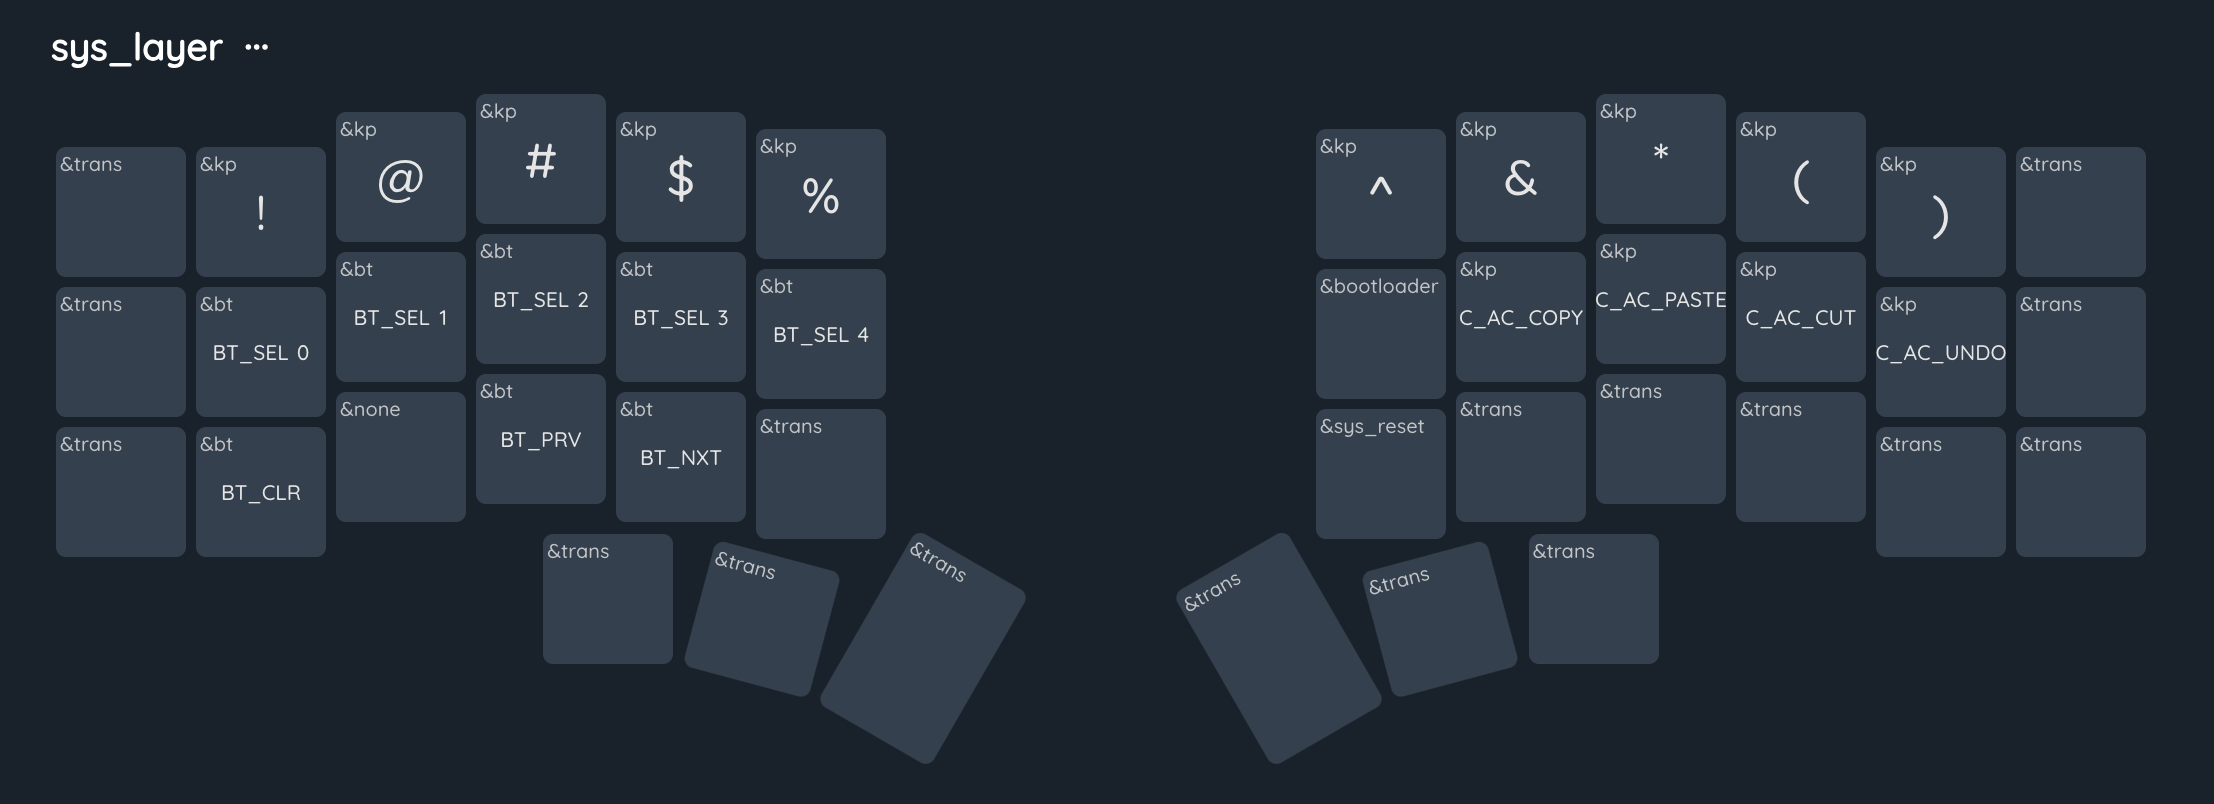 sys_layer ...
&trans &kp ! &kp @ &kp # &kp $ &kp % &kp ^ &kp & &kp * &kp ( &kp ) &trans
&trans &bt BT_SEL 0 &bt BT_SEL 1 &bt BT_SEL 2 &bt BT_SEL 3 &bt BT_SEL 4 &bootloader &kp C_AC_COPY &kp C_AC_PASTE &kp C_AC_CUT &kp C_AC_UNDO &trans
&trans &bt BT_CLR &none &bt BT_PRV &bt BT_NXT &trans &sys_reset &trans &trans &trans &trans &trans
&trans &trans &trans &trans &trans &trans